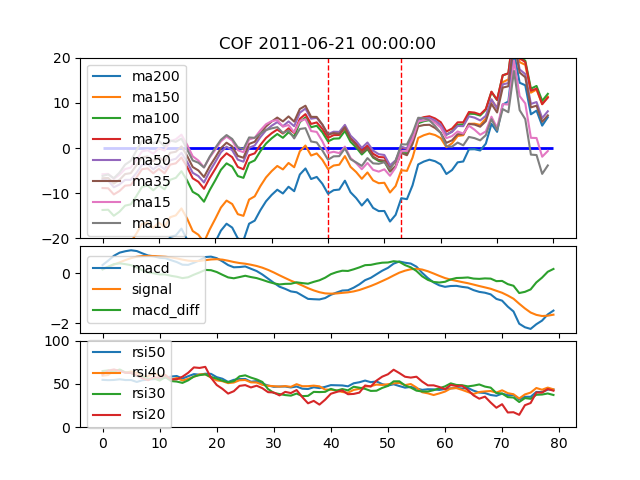 COF 2011-06-21 00:00:00
20
10
0
−10
−20
ma200
ma150
ma100
ma75
ma50
ma35
ma15
ma10
0
−2
macd
signal
macd_diff
100
50
0
rsi50
rsi40
rsi30
rsi20
0 10 20 30 40 50 60 70 80